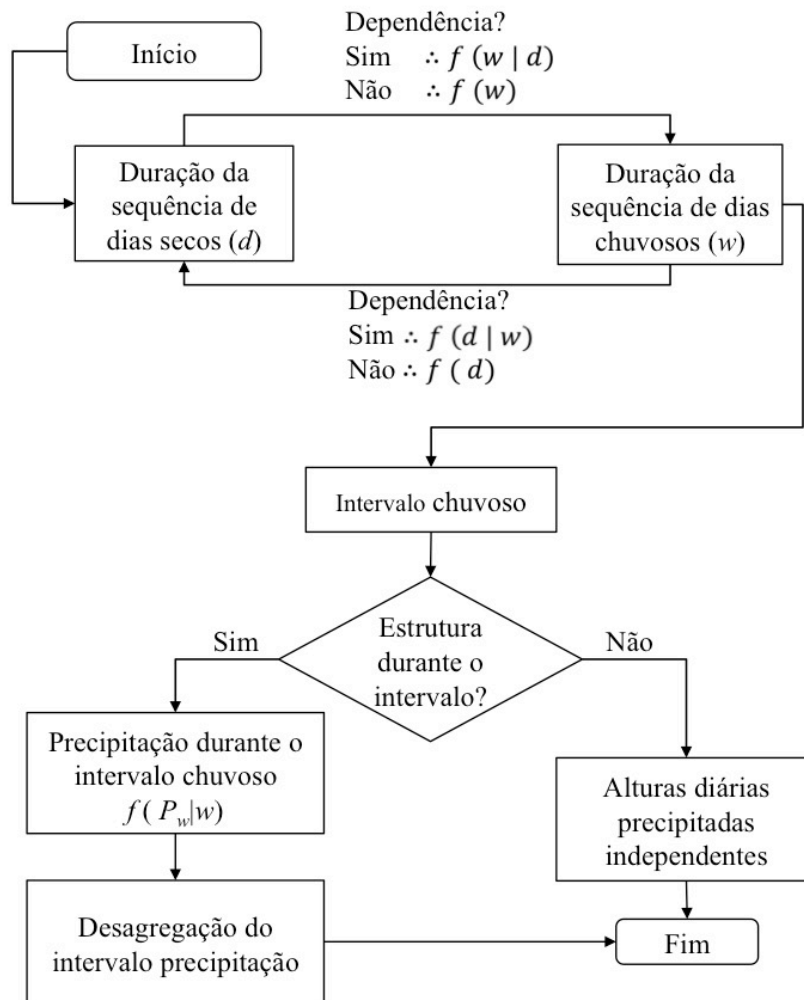 Início
Dependência?
Sim ∴ f (w | d)
Não ∴ f (w)
Duração da
sequência de
dias secos (d)
Duração da
sequência de dias
chuvosos (w)
Dependência?
Sim ∴ f (d | w)
Não ∴ f ( d)
Intervalo chuvoso
Estrutura
durante o
intervalo?
Sim
Não
Precipitação durante o
intervalo chuvoso
f( P_w|w)
Alturas diárias
precipitadas
independentes
Desagregação do
intervalo precipitação
Fim